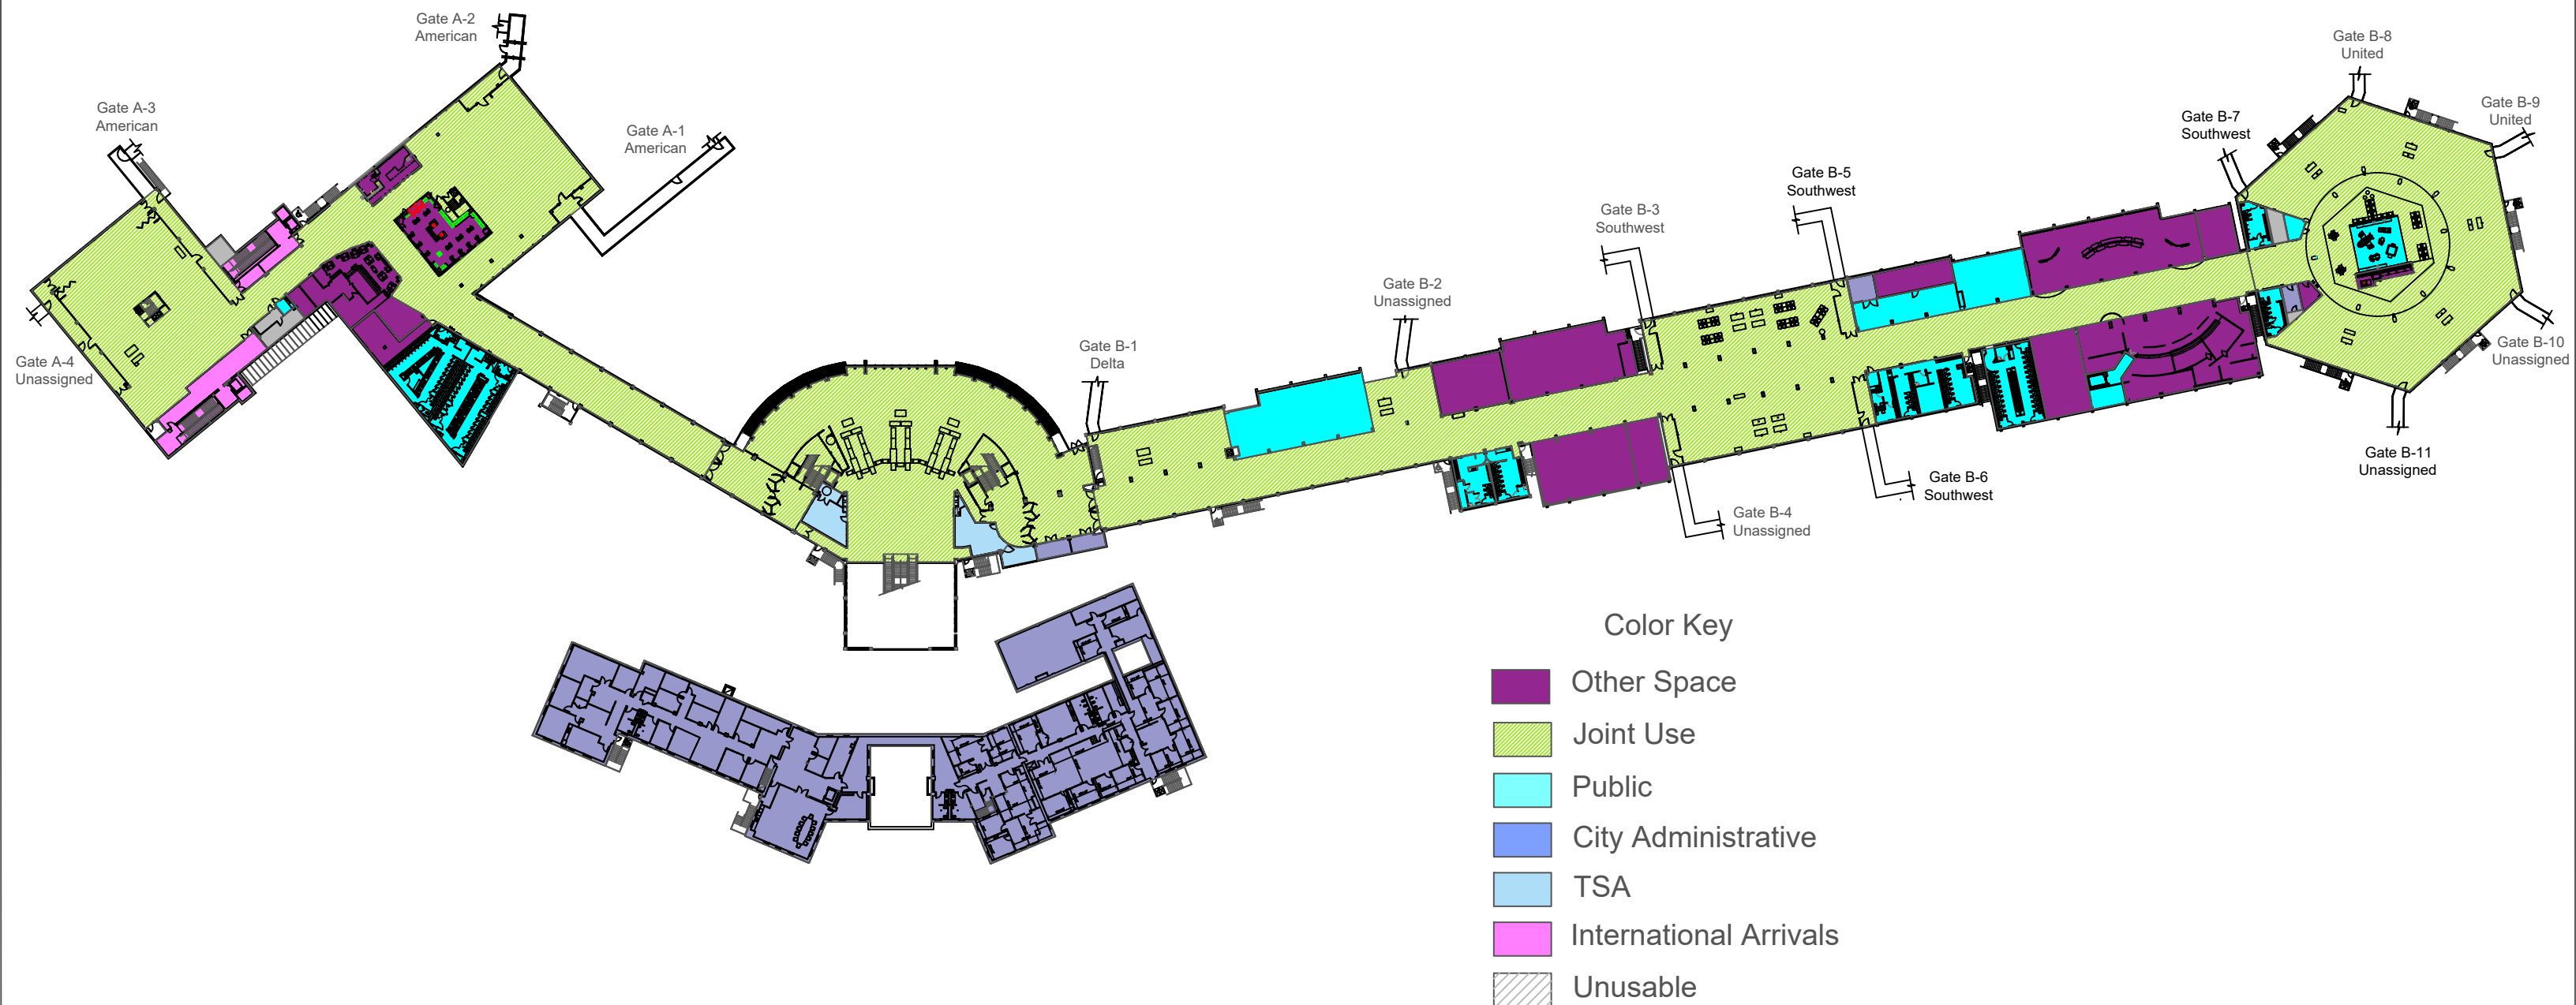 Gate A-2
American
Gate A-3
American
Gate A-1
American
Gate A-4
Unassigned
Gate B-1
Delta
Gate B-2
Unassigned
Gate B-3
Southwest
Gate B-5
Southwest
Gate B-7
Southwest
Gate B-8
United
Gate B-9
United
Gate B-10
Unassigned
Gate B-11
Unassigned
Gate B-6
Southwest
Gate B-4
Unassigned
Color Key
Other Space
Joint Use
Public
City Administrative
TSA
International Arrivals
Unusable